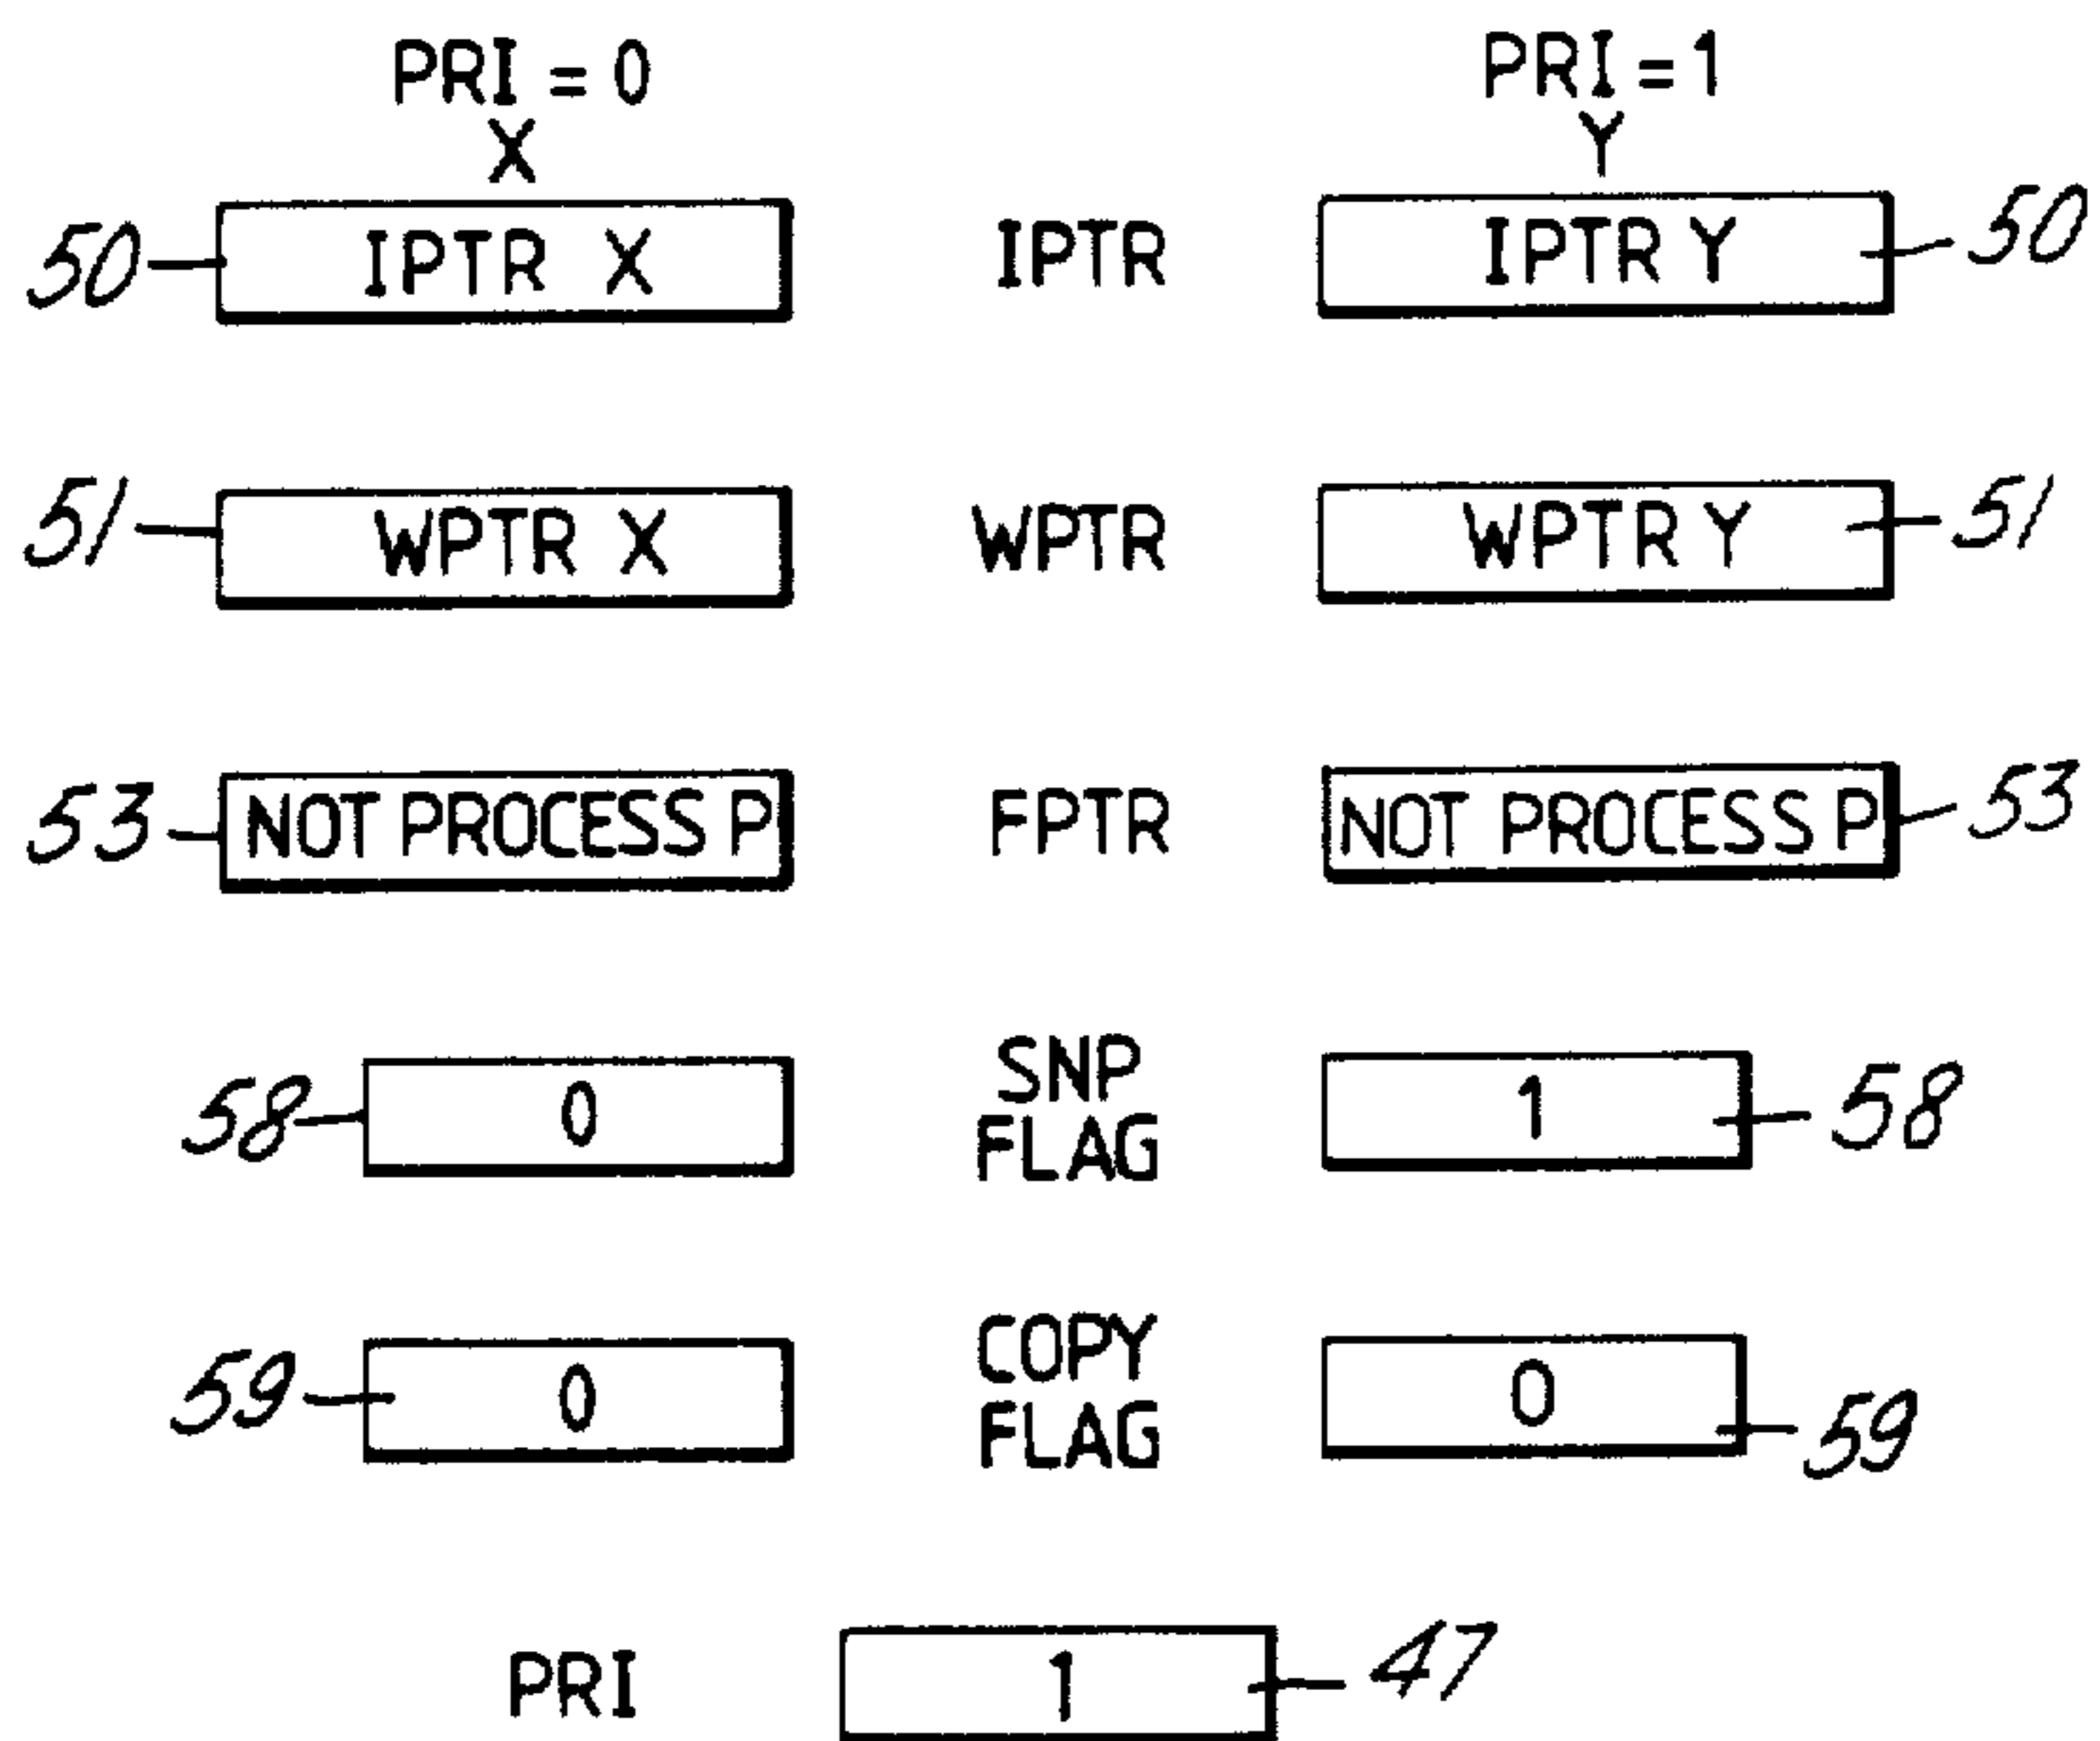 PRI = 0 PRI = 1
X Y
50 IPTR X IPTR IPTR Y 50
51 WPTR X WPTR WPTR Y 51
53 NOT PROCESS P FPTR NOT PROCESS P 53
58 0 SNP FLAG 1 58
59 0 COPY FLAG 0 59
PRI 1 47